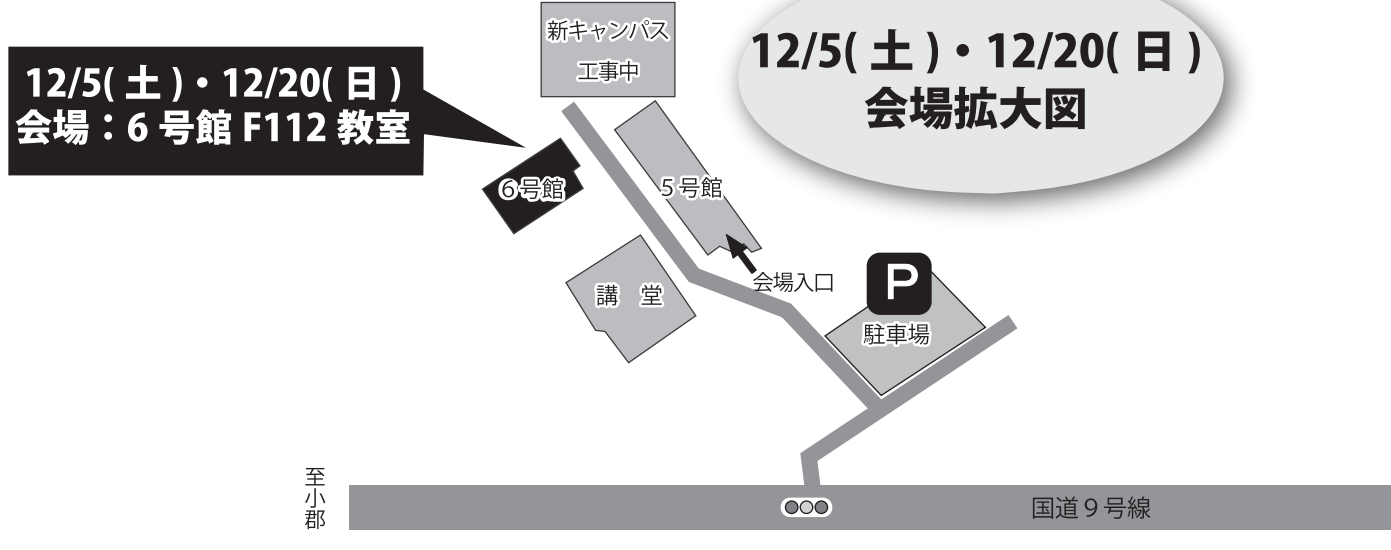 新キャンパス
工事中
12/5( 土 )・12/20( 日 )
会場拡大図
12/5( 土 )・12/20( 日 )
会場：6 号館 F112 教室
６号館
５号館
会場入口
講　堂
P
駐車場
至小郡
国道９号線